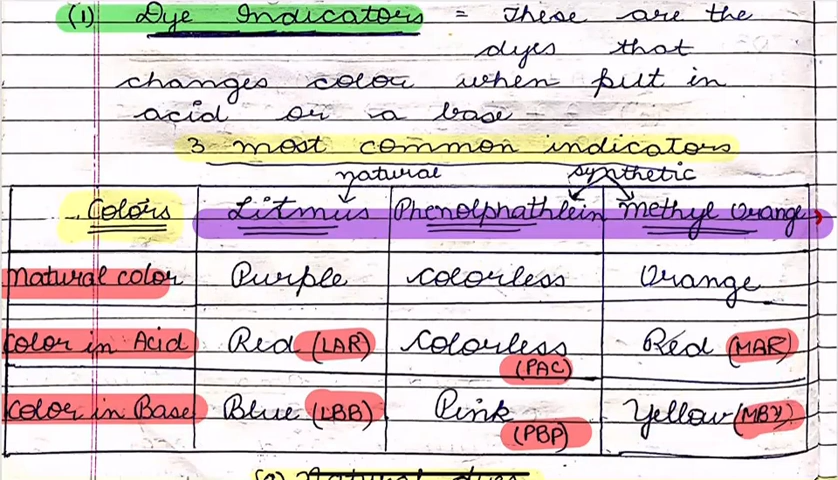 (1) Dye Indicators = These are the
dyes that
changes color when put in
acid or a base
3 most common indicators
natural synthetic
Colors Litmus Phenolphathlein Methyl Orange
Natural color Purple Colorless Orange
Color in Acid Red (LAR) Colorless (PAC) Red (MAR)
Color in Base Blue (LBB) Pink (PBP) Yellow (MBY)